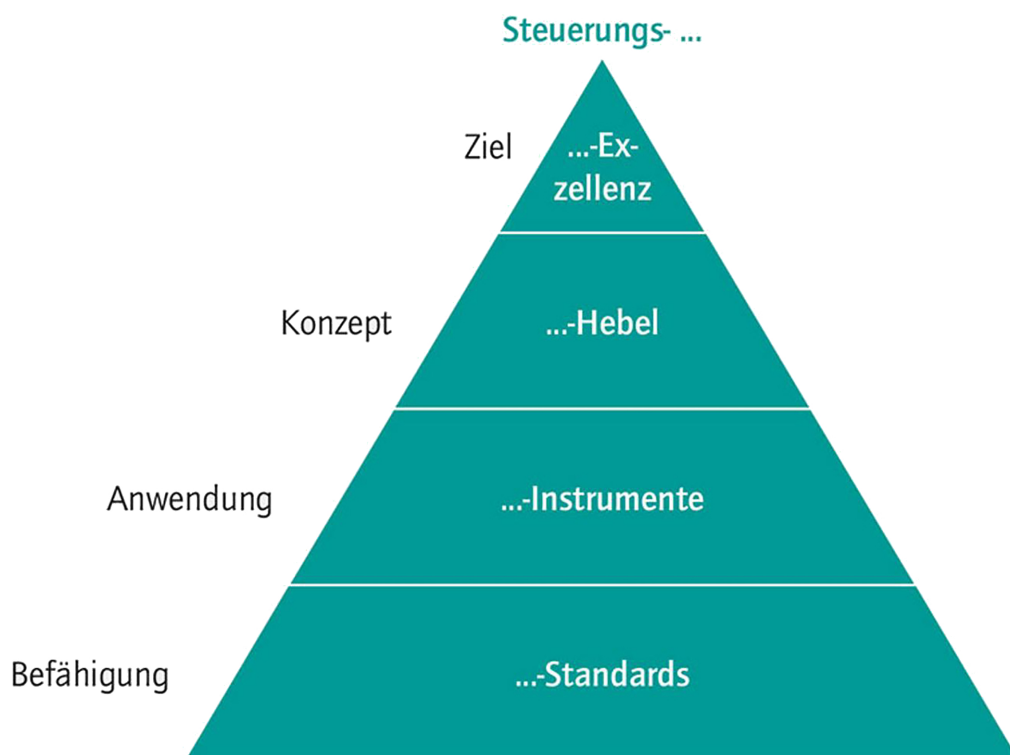 Steuerungs- ...
Ziel
...-Ex-
zellenz
Konzept
...-Hebel
Anwendung
...-Instrumente
Befähigung
...-Standards